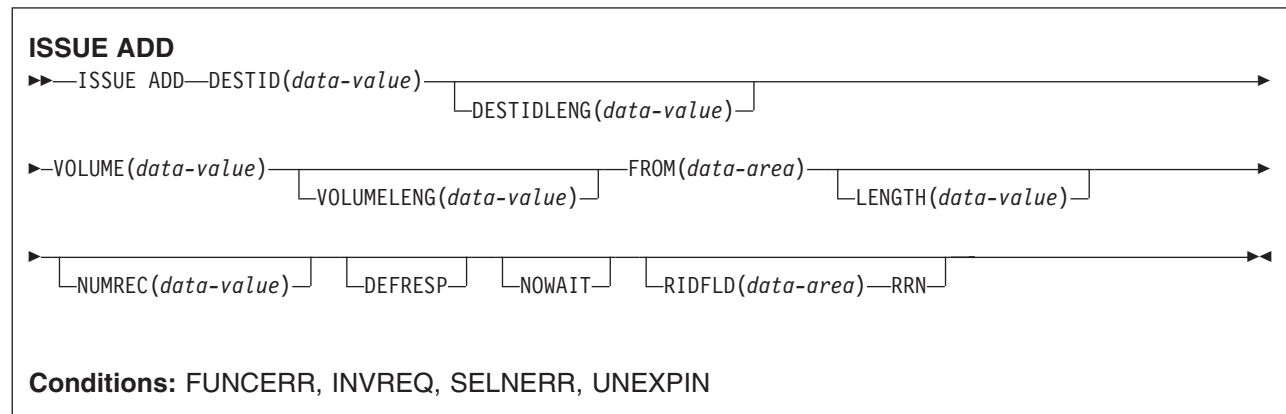 ISSUE ADD
ISSUE ADD DESTID(data-value)
DESTIDLENG(data-value)
VOLUME(data-value) FROM(data-area)
VOLUMELENG(data-value) LENGTH(data-value)
NUMREC(data-value) DEFRESP NOWAIT RIDFLD(data-area) RRN
Conditions: FUNCERR, INVREQ, SELNERR, UNEXPIN